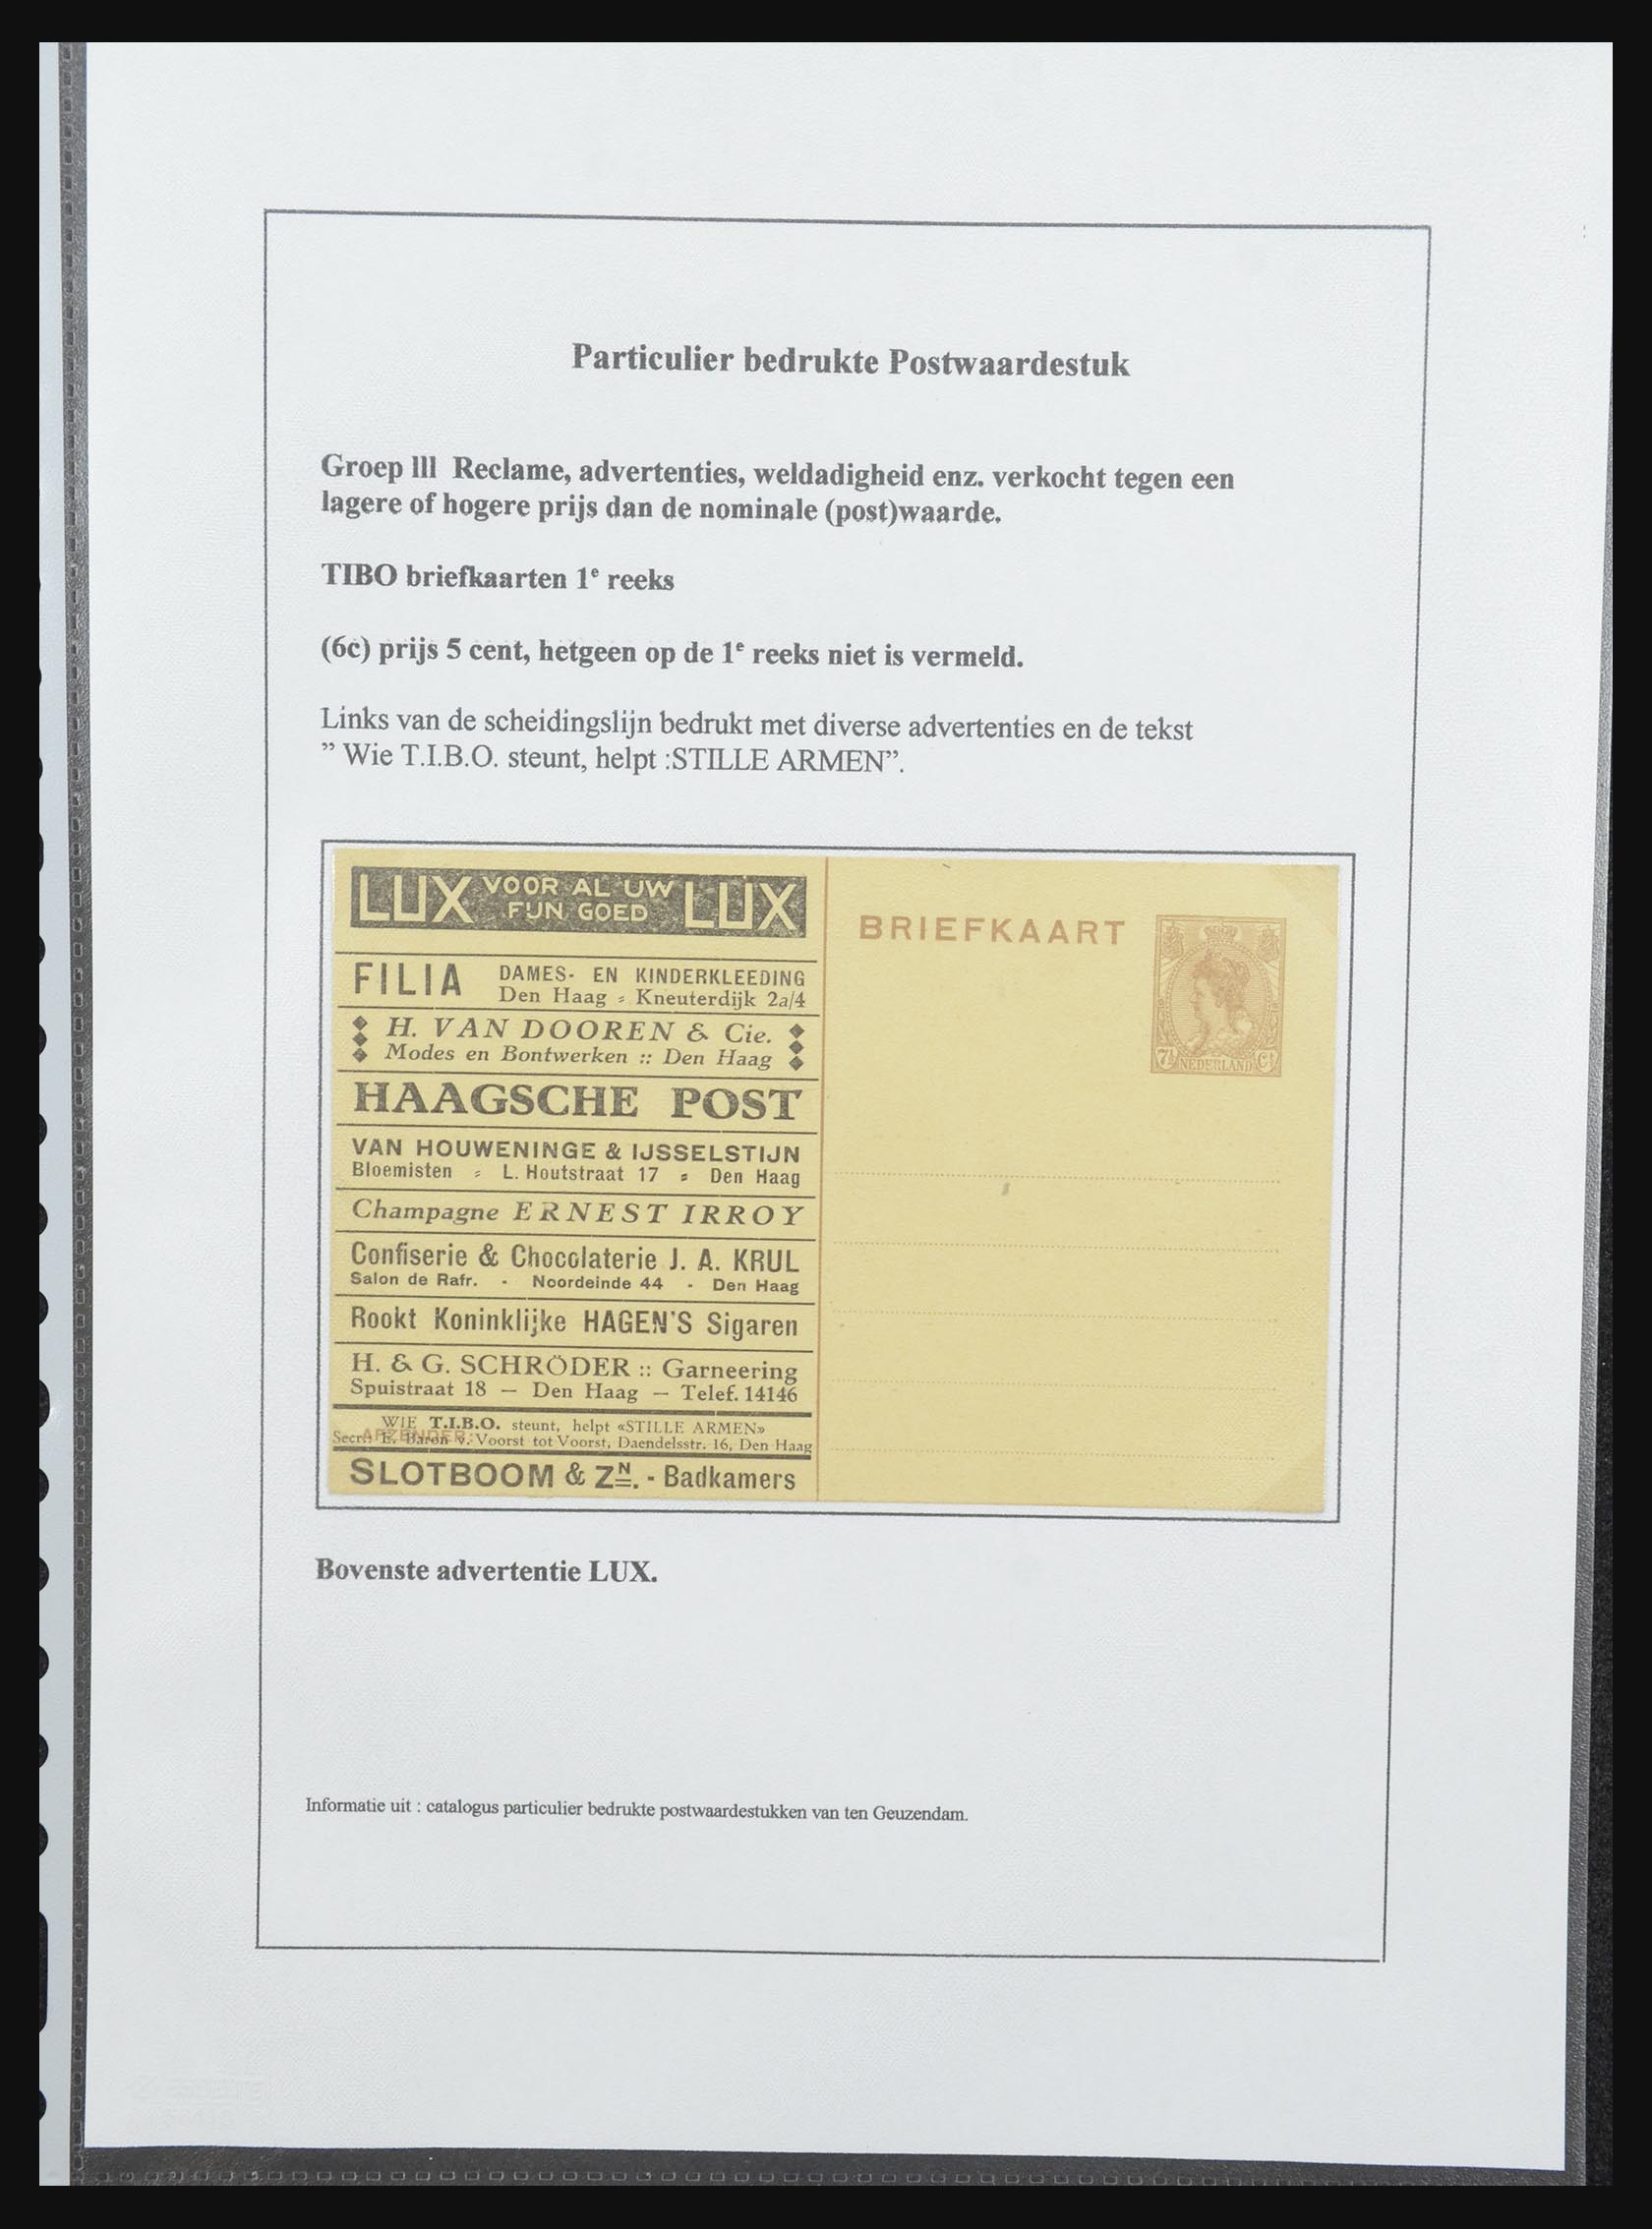 Particulier bedrukte Postwaardestuk
Groep lll Reclame, advertenties, weldadigheid enz. verkocht tegen een
lagere of hogere prijs dan de nominale (post)waarde.
TIBO briefkaarten 1e reeks
(6c) prijs 5 cent, hetgeen op de 1e reeks niet is vermeld.
Links van de scheidingslijn bedrukt met diverse advertenties en de tekst
” Wie T.I.B.O. steunt, helpt :STILLE ARMEN”.
LUX VOOR AL UW FIJN GOED LUX
FILIA DAMES- EN KINDERKLEEDING
Den Haag - Kneuterdijk 2a/4
H. VAN DOOREN & Cie.
Modes en Bontwerken :: Den Haag
HAAGSCHE POST
VAN HOUWENINGE & IJSSELSTIJN
Bloemisten - L. Houtstraat 17 - Den Haag
Champagne ERNEST IRROY
Confiserie & Chocolaterie J. A. KRUL
Salon de Rafr. - Noordeinde 44 - Den Haag
Rookt Koninklijke HAGEN'S Sigaren
H. & G. SCHRÖDER :: Garneering
Spuistraat 18 — Den Haag — Telef. 14146
WIE T.I.B.O. steunt, helpt «STILLE ARMEN»
AFZENDER:
Secr.: E. Baron v. Voorst tot Voorst, Daendelsstr. 16, Den Haag
SLOTBOOM & ZN. - Badkamers
BRIEFKAART
7½ NEDERLAND Ct
Bovenste advertentie LUX.
Informatie uit : catalogus particulier bedrukte postwaardestukken van ten Geuzendam.